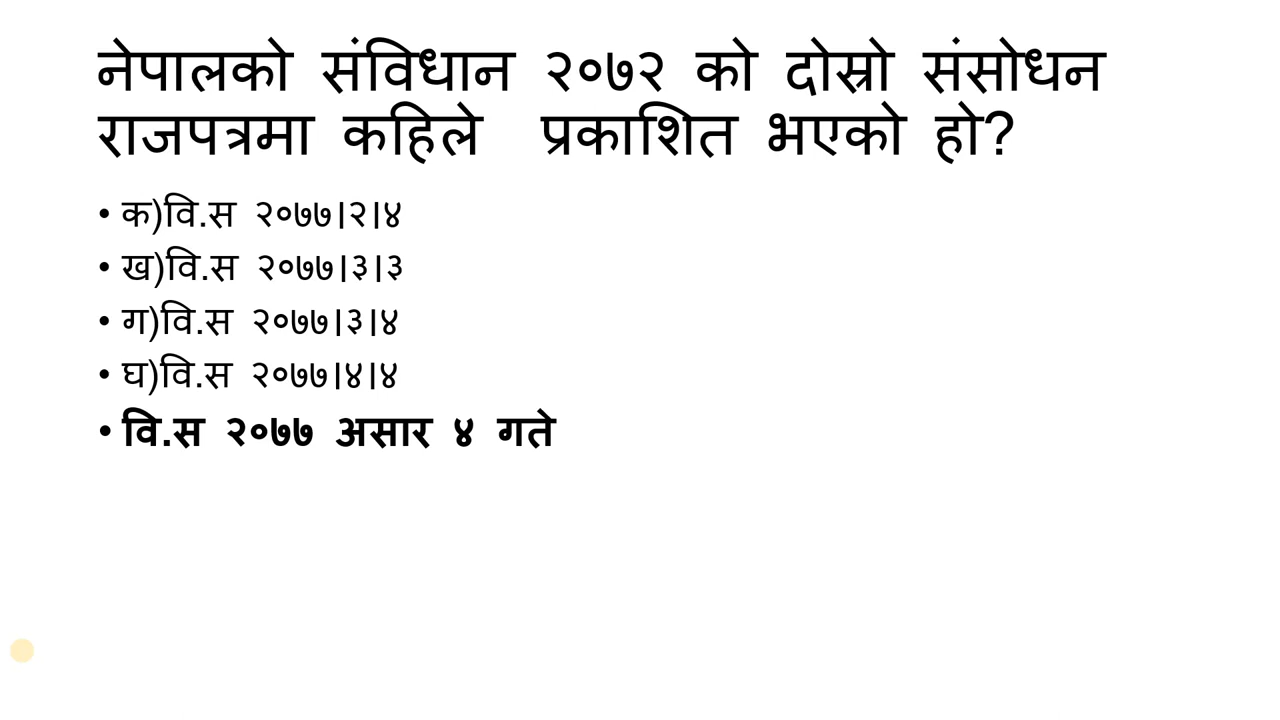 नेपालको संविधान २०७२ को दोस्रो संसोधन
राजपत्रमा कहिले प्रकाशित भएको हो?
• क)वि.स २०७७।२।४
• ख)वि.स २०७७।३।३
• ग)वि.स २०७७।३।४
• घ)वि.स २०७७।४।४
• वि.स २०७७ असार ४ गते